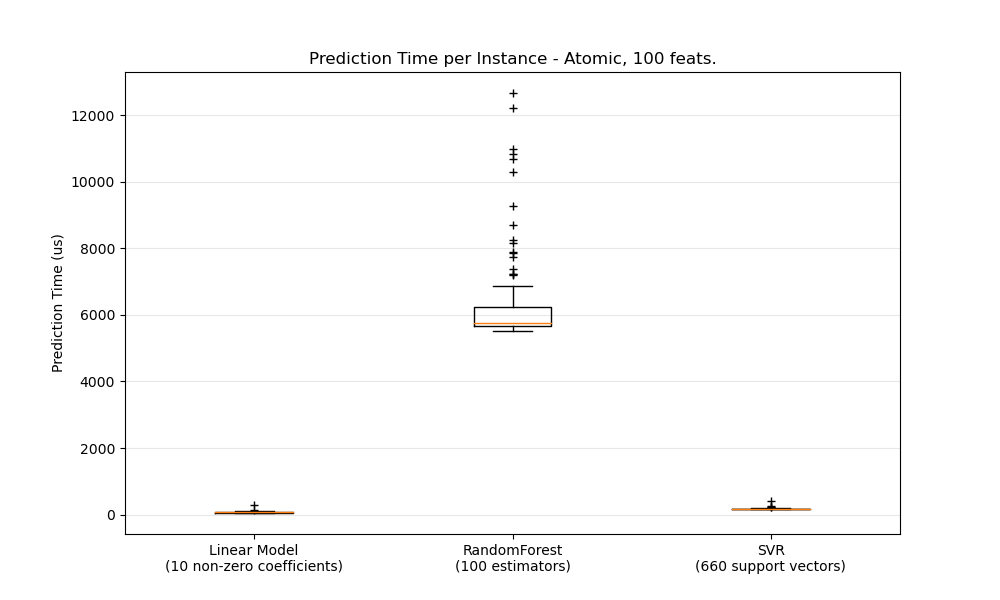 Prediction Time per Instance - Atomic, 100 feats.
Prediction Time (us)
12000
10000
8000
6000
4000
2000
0
Linear Model
(10 non-zero coefficients)
RandomForest
(100 estimators)
SVR
(660 support vectors)